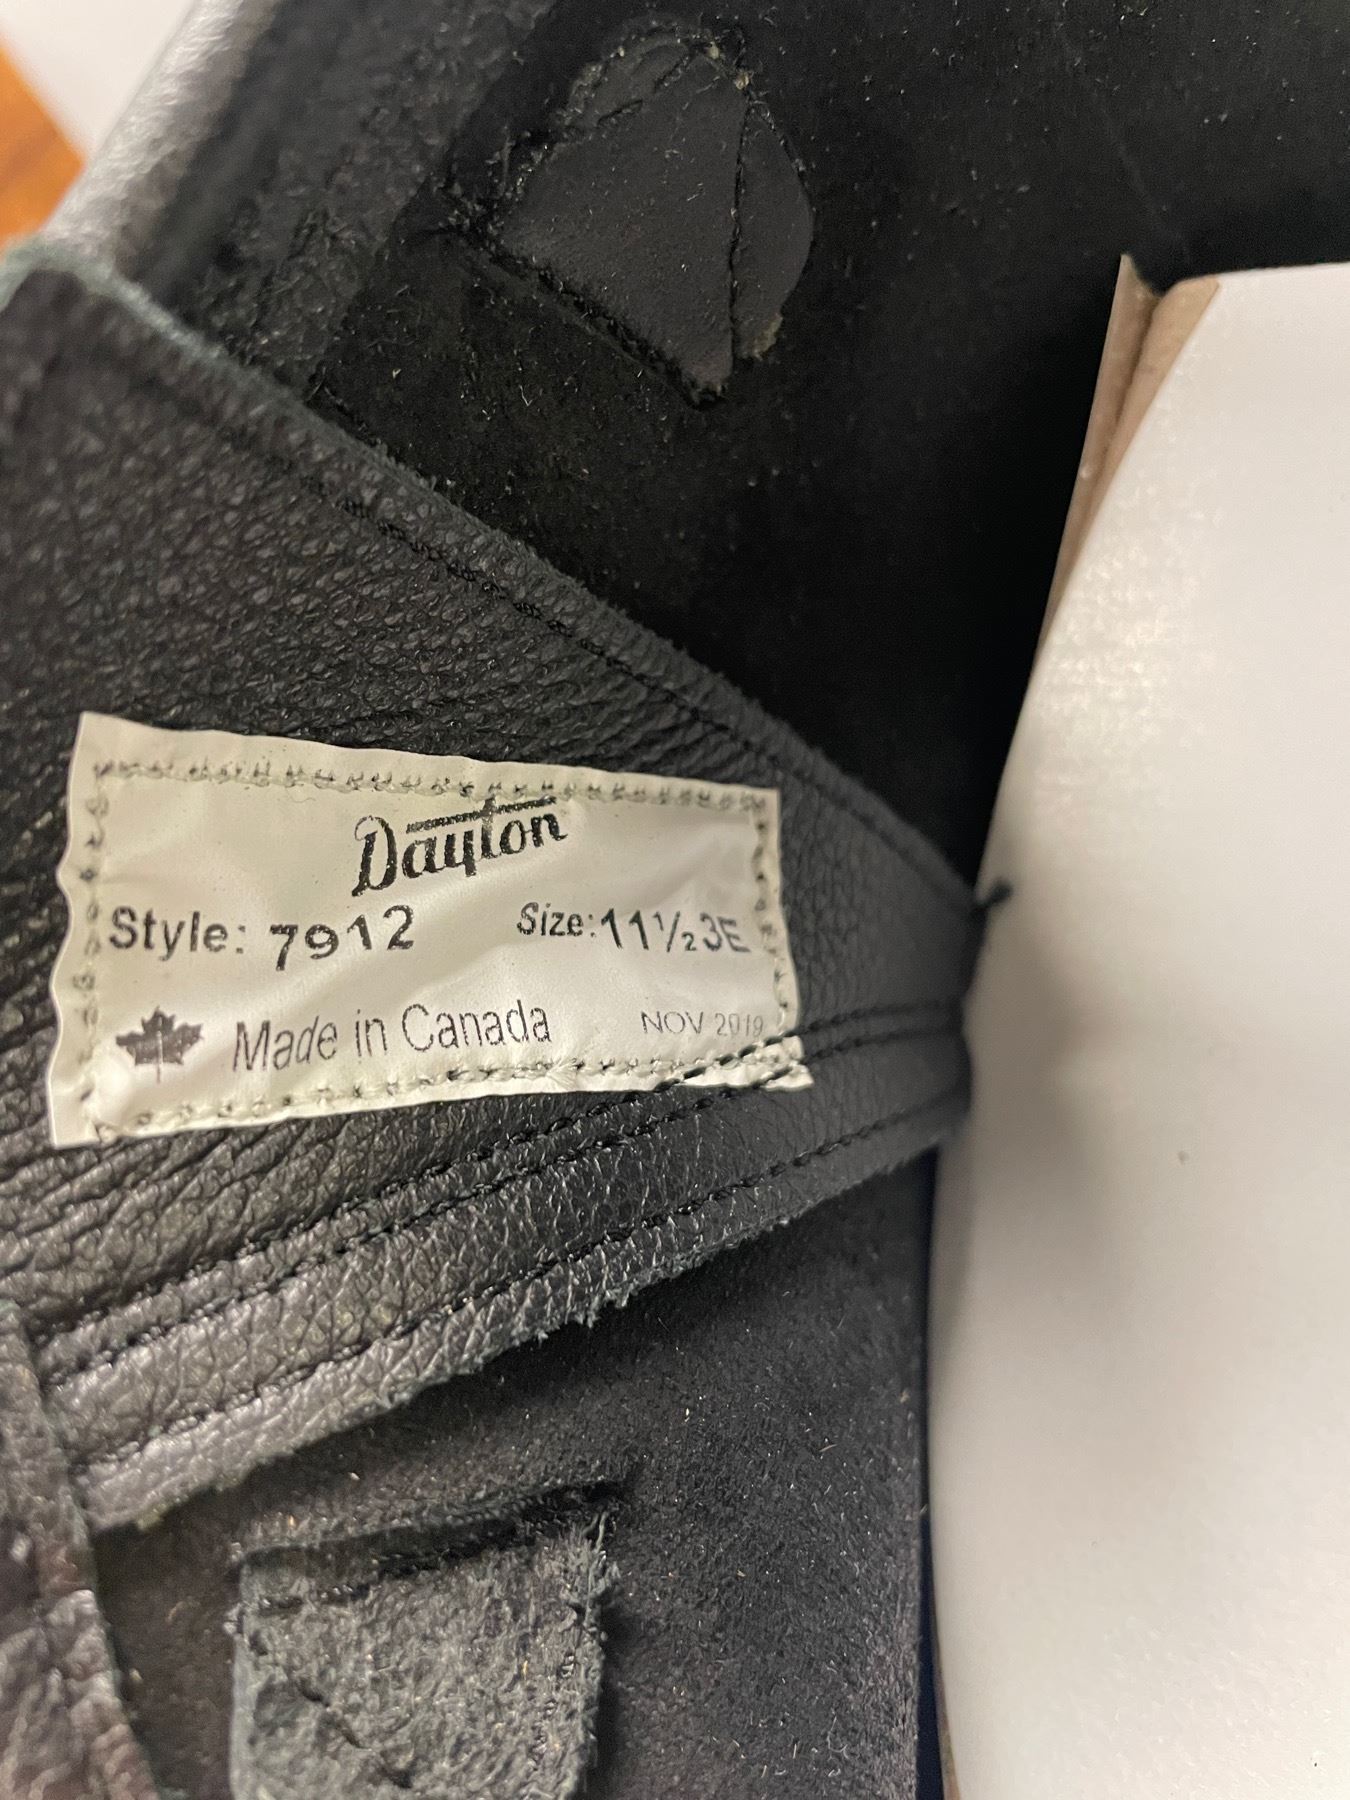 Dayton
Style: 7912 Size: 11½ 3E
Made in Canada NOV 2019